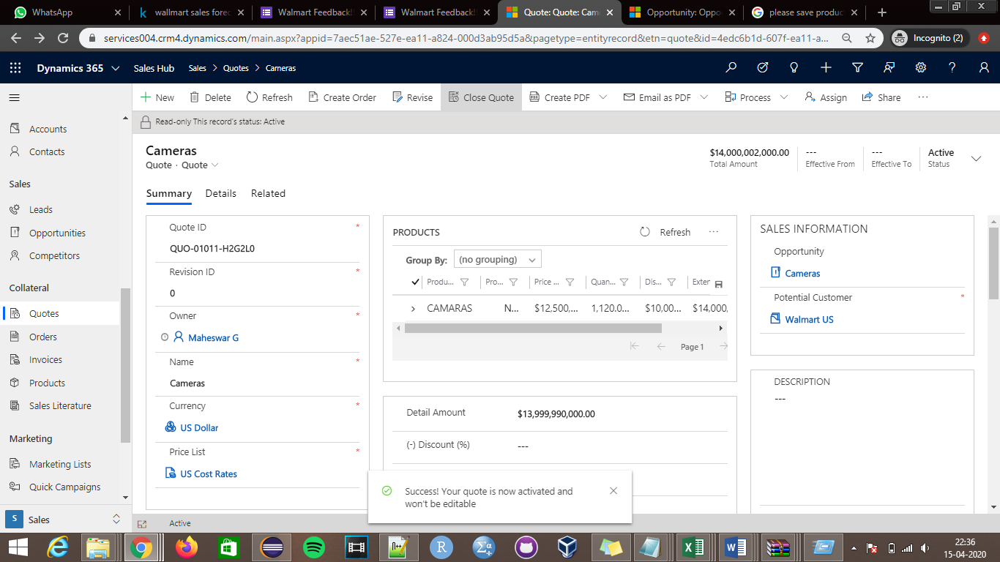 WhatsApp
wallmart sales forec
Walmart Feedback!
Walmart Feedback!
Quote: Quote: Cam
Opportunity: Oppo
please save produc
services004.crm4.dynamics.com/main.aspx?appid=7aec51ae-527e-ea11-a824-000d3ab95d5a&pagetype=entityrecord&etn=quote&id=4edc6b1d-607f-ea11-a...
Incognito (2)
Dynamics 365
Sales Hub
Sales > Quotes > Cameras
New
Delete
Refresh
Create Order
Revise
Close Quote
Create PDF
Email as PDF
Process
Assign
Share
Read-only This record's status: Active
Accounts
Contacts
Sales
Leads
Opportunities
Competitors
Collateral
Quotes
Orders
Invoices
Products
Sales Literature
Marketing
Marketing Lists
Quick Campaigns
S Sales
Cameras
Quote · Quote
$14,000,002,000.00
Total Amount
---
Effective From
---
Effective To
Active
Status
Summary
Details
Related
Quote ID *
QUO-01011-H2G2L0
Revision ID *
0
Owner *
Maheswar G
Name *
Cameras
Currency *
US Dollar
Price List *
US Cost Rates
PRODUCTS
Refresh
Group By: (no grouping)
Produ... Pro... Price ... Quan... Dis... Exter
CAMARAS N... $12,500,... 1,120.0... $10,00... $14,000,
Page 1
Detail Amount $13,999,990,000.00
(-) Discount (%) ---
SALES INFORMATION
Opportunity
Cameras
Potential Customer *
Walmart US
DESCRIPTION
---
Success! Your quote is now activated and
won't be editable
Active
22:36
15-04-2020